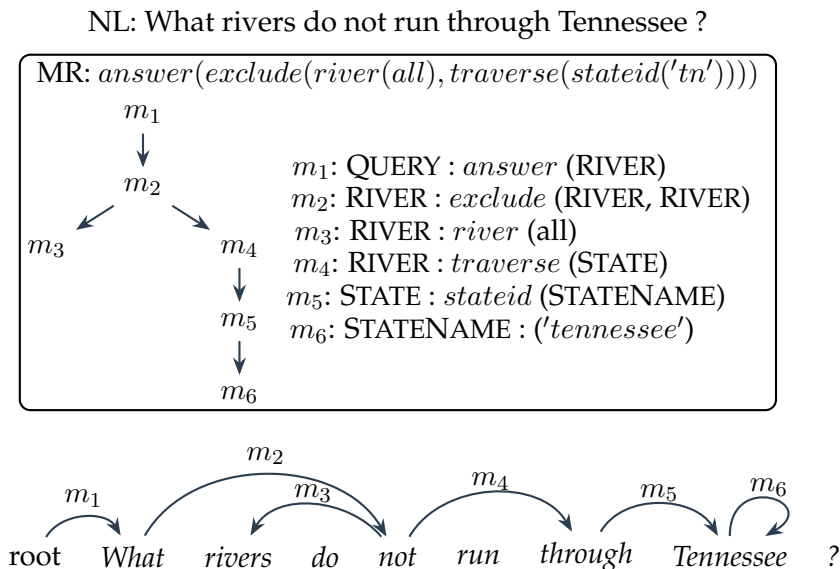 NL: What rivers do not run through Tennessee ?
MR: answer(exclude(river(all), traverse(stateid('tn'))))
m1
m2
m3
m4
m5
m6
m1: QUERY : answer (RIVER)
m2: RIVER : exclude (RIVER, RIVER)
m3: RIVER : river (all)
m4: RIVER : traverse (STATE)
m5: STATE : stateid (STATENAME)
m6: STATENAME : ('tennessee')
m1 m2 m3 m4 m5 m6
root What rivers do not run through Tennessee ?